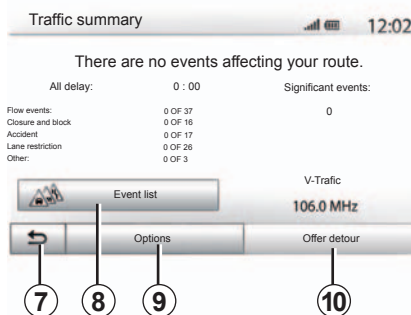 Traffic summary 12:02
There are no events affecting your route.
All delay: 0 : 00 Significant events:
0
Flow events: 0 OF 37
Closure and block 0 OF 16
Accident 0 OF 17
Lane restriction 0 OF 26
Other: 0 OF 3
V-Trafic
Event list 106.0 MHz
Options Offer detour
7 8 9 10